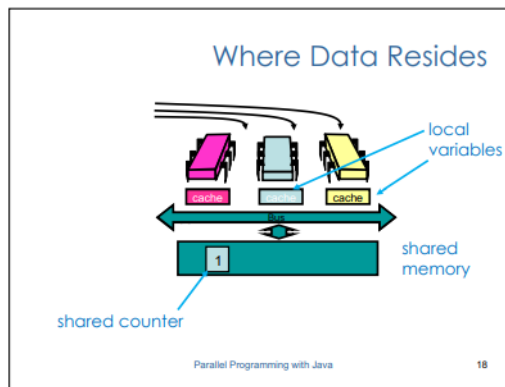 Where Data Resides
local
variables
cache
cache
cache
Bus
1
shared
memory
shared counter
Parallel Programming with Java
18